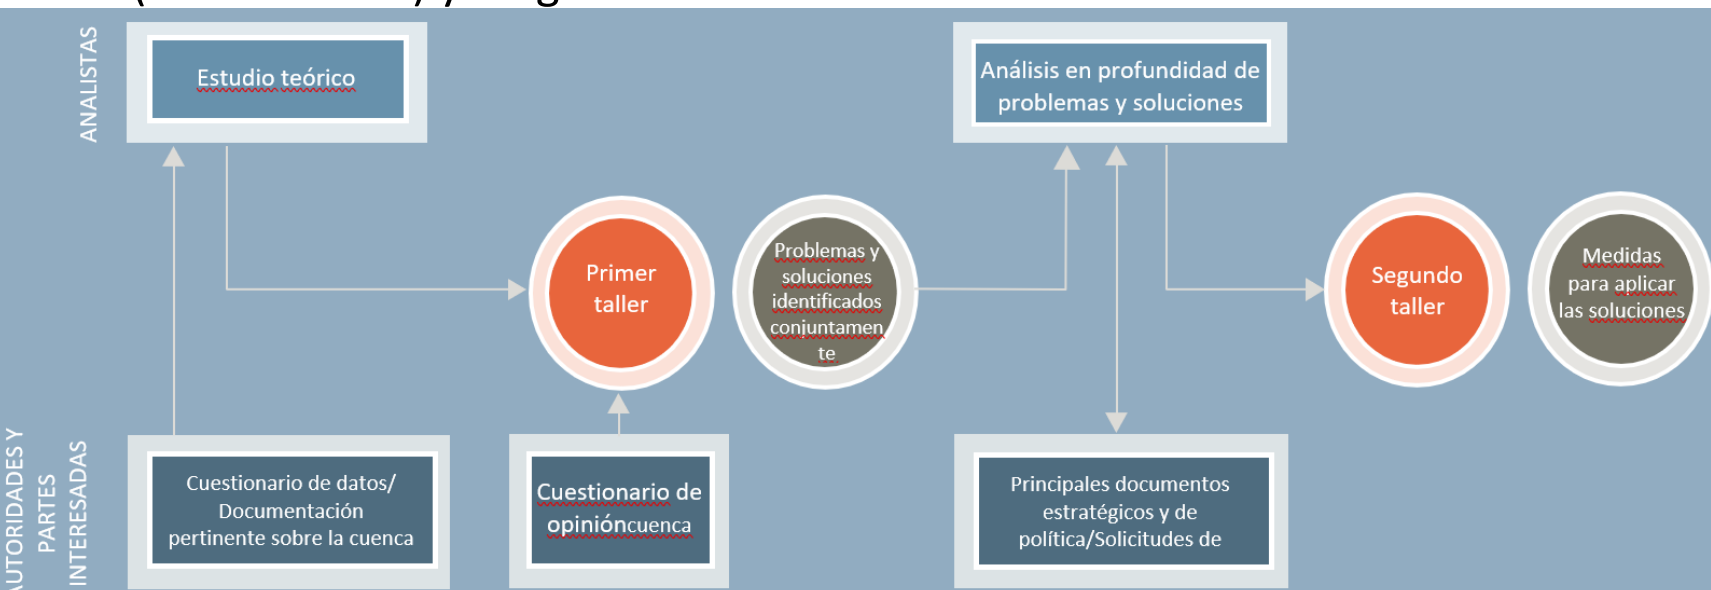 ANALISTAS
Estudio teórico
Análisis en profundidad de
problemas y soluciones
Primer
taller
Problemas y
soluciones
identificados
conjuntamen
te
Segundo
taller
Medidas
para aplicar
las soluciones
AUTORIDADES Y
PARTES
INTERESADAS
Cuestionario de datos/
Documentación
pertinente sobre la cuenca
Cuestionario de
opinióncuenca
Principales documentos
estratégicos y de
política/Solicitudes de